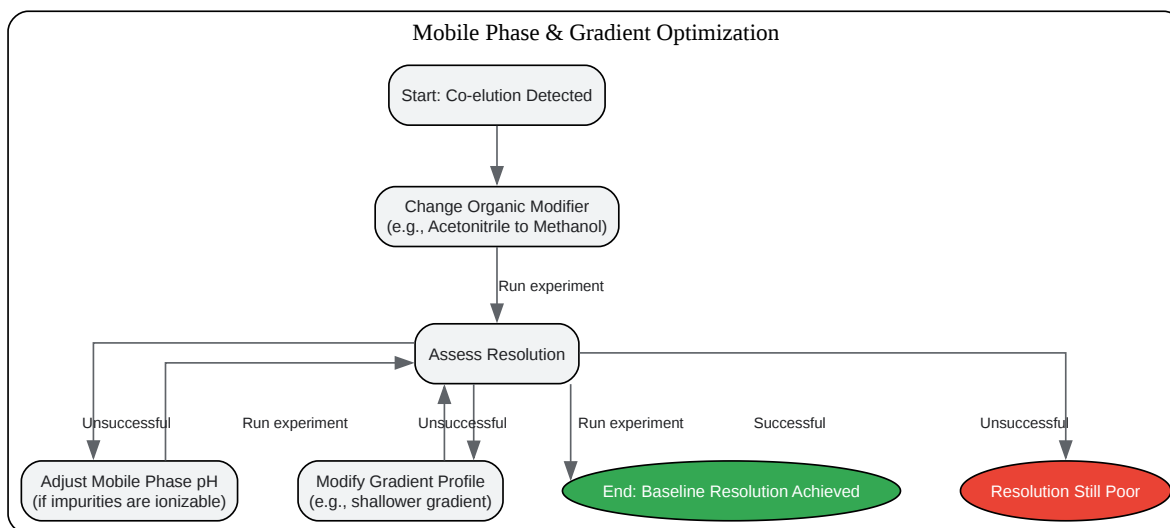 Mobile Phase & Gradient Optimization
Start: Co-elution Detected
Change Organic Modifier
(e.g., Acetonitrile to Methanol)
Run experiment
Assess Resolution
Unsuccessful
Run experiment
Unsuccessful
Run experiment
Successful
Unsuccessful
Adjust Mobile Phase pH
(if impurities are ionizable)
Modify Gradient Profile
(e.g., shallower gradient)
End: Baseline Resolution Achieved
Resolution Still Poor